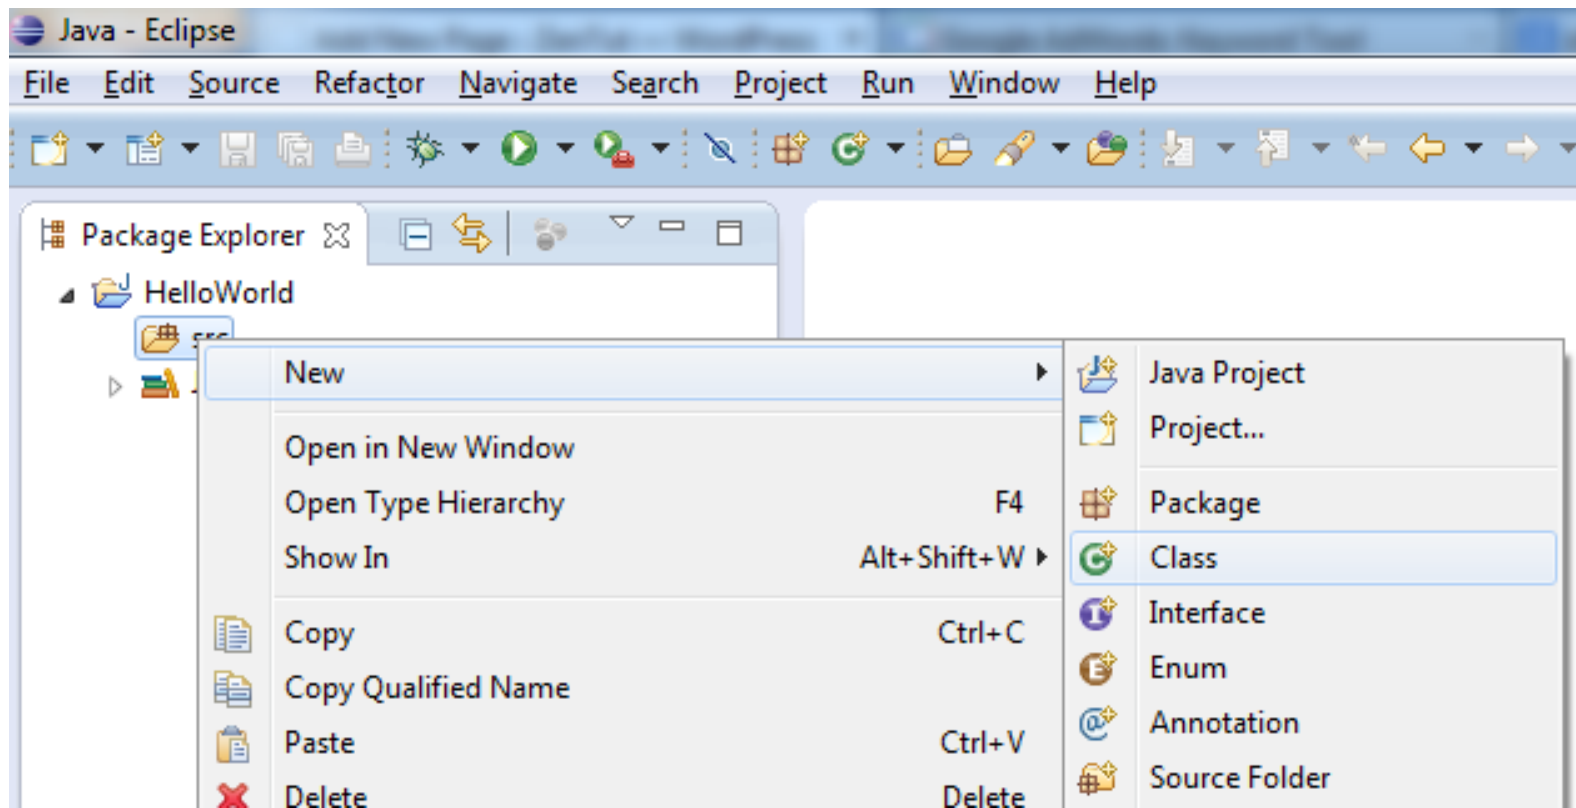 Java - Eclipse
File Edit Source Refactor Navigate Search Project Run Window Help
Package Explorer
HelloWorld
src
New
Open in New Window
Open Type Hierarchy F4
Show In Alt+Shift+W
Copy Ctrl+C
Copy Qualified Name
Paste Ctrl+V
Delete Delete
Java Project
Project...
Package
Class
Interface
Enum
Annotation
Source Folder